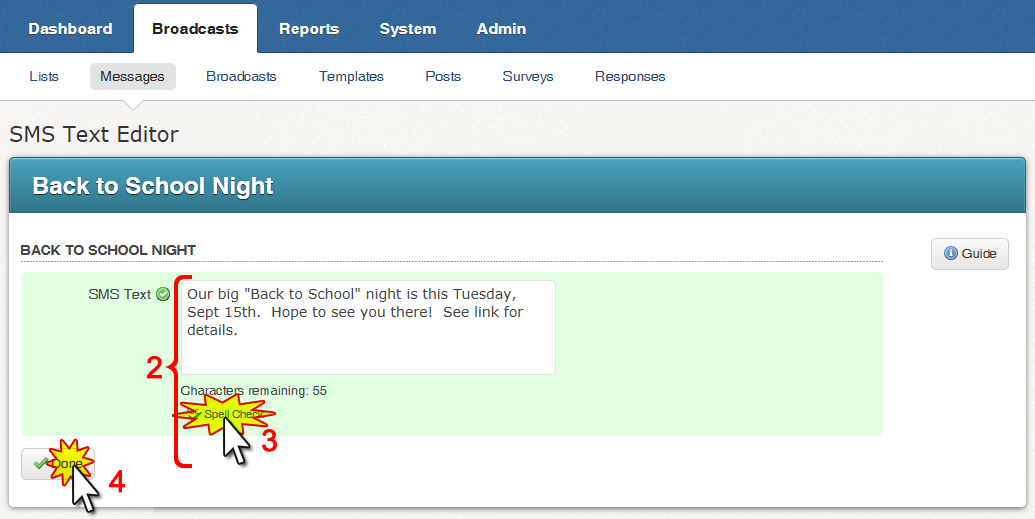 Dashboard Broadcasts Reports System Admin
Lists Messages Broadcasts Templates Posts Surveys Responses
SMS Text Editor
Back to School Night
BACK TO SCHOOL NIGHT
Guide
SMS Text
Our big "Back to School" night is this Tuesday,
Sept 15th.  Hope to see you there!  See link for
details.
2
Characters remaining: 55
Spell Check
3
Done
4